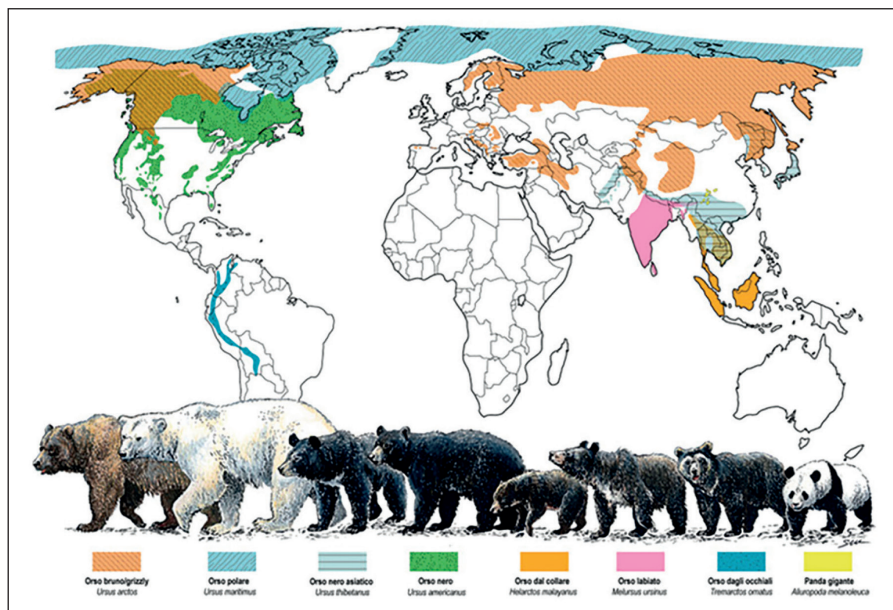 Orso bruno/grizzly
Ursus arctos
Orso polare
Ursus maritimus
Orso nero asiatico
Ursus thibetanus
Orso nero
Ursus americanus
Orso dal collare
Helarctos malayanus
Orso labiato
Melursus ursinus
Orso dagli occhiali
Tremarctos ornatus
Panda gigante
Ailuropoda melanoleuca